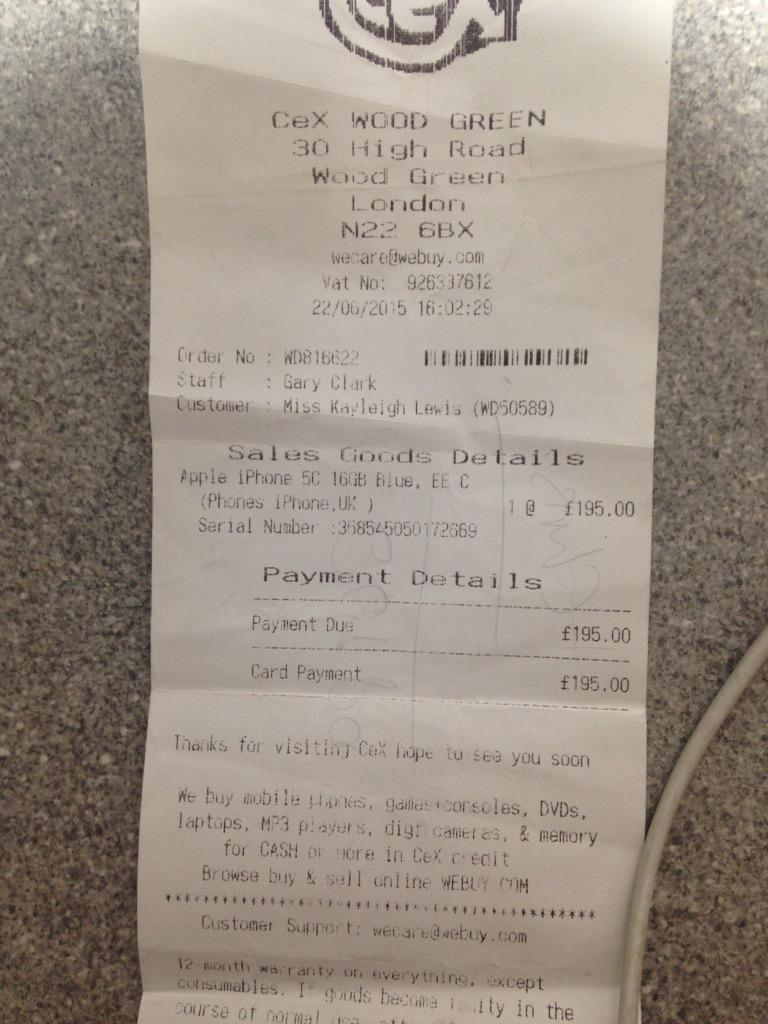 CeX
CeX WOOD GREEN
30 High Road
Wood Green
London
N22 6BX
wecare@webuy.com
Vat No: 926337612
22/06/2015 16:02:29
Order No : WD816622
Staff : Gary Clark
Customer : Miss Kayleigh Lewis (WD50589)
Sales Goods Details
Apple iPhone 5C 16GB Blue, EE C
(Phones iPhone,UK ) 1 @ £195.00
Serial Number :358545050172669
Payment Details
Payment Due £195.00
Card Payment £195.00
Thanks for visiting CeX hope to see you soon
We buy mobile phones, games+consoles, DVDs,
laptops, MP3 players, digi cameras, & memory
for CASH or more in CeX credit
Browse buy & sell online WEBUY COM
******************************************
Customer Support: wecare@webuy.com
12-month warranty on everything, except
consumables. If goods become faulty in the
course of normal use,